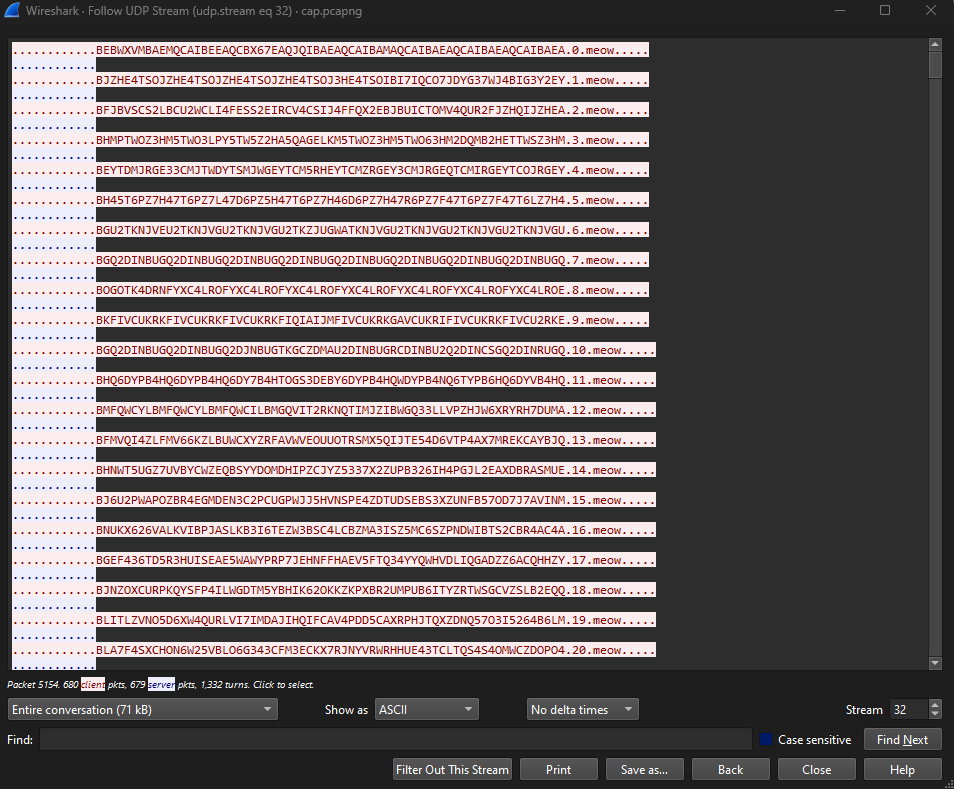 Wireshark · Follow UDP Stream (udp.stream eq 32) · cap.pcapng
............BEBWXVMBAEMQCAIBEEAQCBX67EAQJQIBAEAQCAIBAMAQCAIBAEAQCAIBAEAQCAIBAEA.0.meow.....
............
............BJZHE4TSOJZHE4TSOJZHE4TSOJZHE4TSOJ3HE4TSOIBI7IQCO7JDYG37WJ4BIG3Y2EY.1.meow.....
............
............BFJBVSCS2LBCU2WCLI4FESS2EIRCV4CSIJ4FFQX2EBJBUICTOMV4QUR2FJZHQIJZHEA.2.meow.....
............
............BHMPTWOZ3HM5TWO3LPY5TW5Z2HA5QAGELKM5TWOZ3HM5TWO63HM2DQMB2HETTWSZ3HM.3.meow.....
............
............BEYTDMJRGE33CMJTWDYTSMJWGEYTCM5RHEYTCMZRGEY3CMJRGEQTCMIRGEYTCOJRGEY.4.meow.....
............
............BH45T6PZ7H47T6PZ7L47D6PZ5H47T6PZ7H46D6PZ7H47R6PZ7F47T6PZ7F47T6LZ7H4.5.meow.....
............
............BGU2TKNJVEU2TKNJVGU2TKNJVGU2TKZJUGWATKNJVGU2TKNJVGU2TKNJVGU2TKNJVGU.6.meow.....
............
............BGQ2DINBUGQ2DINBUGQ2DINBUGQ2DINBUGQ2DINBUGQ2DINBUGQ2DINBUGQ2DINBUGQ.7.meow.....
............
............BOGOTK4DRNFYXC4LROFYXC4LROFYXC4LROFYXC4LROFYXC4LROFYXC4LROFYXC4LROE.8.meow.....
............
............BKFIVCUKRKFIVCUKRKFIVCUKRKFIQIAIJMFIVCUKRKGAVCUKRIFIVCUKRKFIVCU2RKE.9.meow.....
............
............BGQ2DINBUGQ2DINBUGQ2DJNBUGTKGCZDMAU2DINBUGRCDINBU2Q2DINCSGQ2DINRUGQ.10.meow.....
............
............BHQ6DYPB4HQ6DYPB4HQ6DY7B4HTOGS3DEBY6DYPB4HQWDYPB4NQ6TYPB6HQ6DYVB4HQ.11.meow.....
............
............BMFQWCYLBMFQWCYLBMFQWCILBMGQVIT2RKNQTIMJZIBWGQ33LLVPZHJW6XRYRH7DUMA.12.meow.....
............
............BFMVQI4ZLFMV66KZLBUWCXYZRFAVWVEOUUOTRSMX5QIJTE54D6VTP4AX7MREKCAYBJQ.13.meow.....
............
............BHNWT5UGZ7UVBYCWZEQBSYYDOMDHIPZCJYZ5337X2ZUPB326IH4PGJL2EAXDBRASMUE.14.meow.....
............
............BJ6U2PWAPOZBR4EGMDEN3C2PCUGPWJJ5HVNSPE4ZDTUDSEBS3XZUNFB57OD7J7AVINM.15.meow.....
............
............BNUKX626VALKVIBPJASLKB3I6TEZW3BSC4LCBZMA3ISZ5MC6SZPNDWIBTS2CBR4AC4A.16.meow.....
............
............BGEF436TD5R3HUISEAE5WAWYPRP7JEHNFFHAEV5FTQ34YYQWHVDLIQGADZZ6ACQHHZY.17.meow.....
............
............BJNZOXCURPKQYSFP4ILWGDTM5YBHIK62OKKZKPXBR2UMPUB6ITYZRTWSGCVZSLB2EQQ.18.meow.....
............
............BLITLZVNO5D6XW4QURLVI7IMDAJIHQIFCAV4PDD5CAXRPHJTQXZDNQ57O3I5264B6LM.19.meow.....
............
............BLA7F4SXCHON6W25VBLO6G343CFM3ECKX7RJNYVRWRHHUE43TCLTQS4S4OMWCZDOPO4.20.meow.....
............
Packet 5154. 680 client pkts, 679 server pkts, 1,332 turns. Click to select.
Entire conversation (71 kB) Show as ASCII No delta times Stream 32
Find: Case sensitive Find Next
Filter Out This Stream Print Save as... Back Close Help